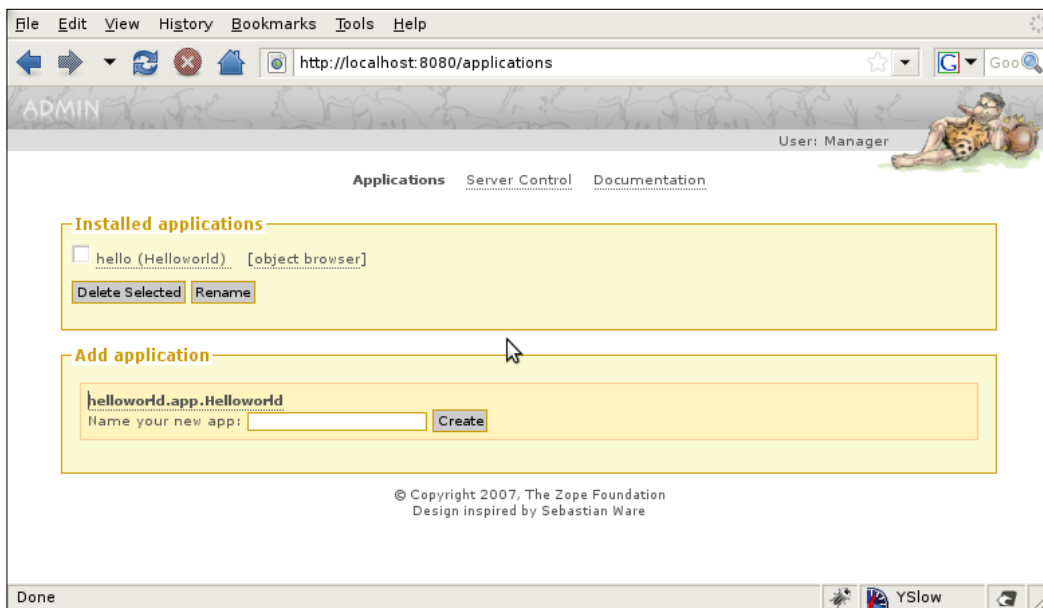 File Edit View History Bookmarks Tools Help
http://localhost:8080/applications G Goo
ADMIN
User: Manager
Applications Server Control Documentation
Installed applications
hello (Helloworld) [object browser]
Delete Selected Rename
Add application
helloworld.app.Helloworld
Name your new app: Create
© Copyright 2007, The Zope Foundation
Design inspired by Sebastian Ware
Done YSlow